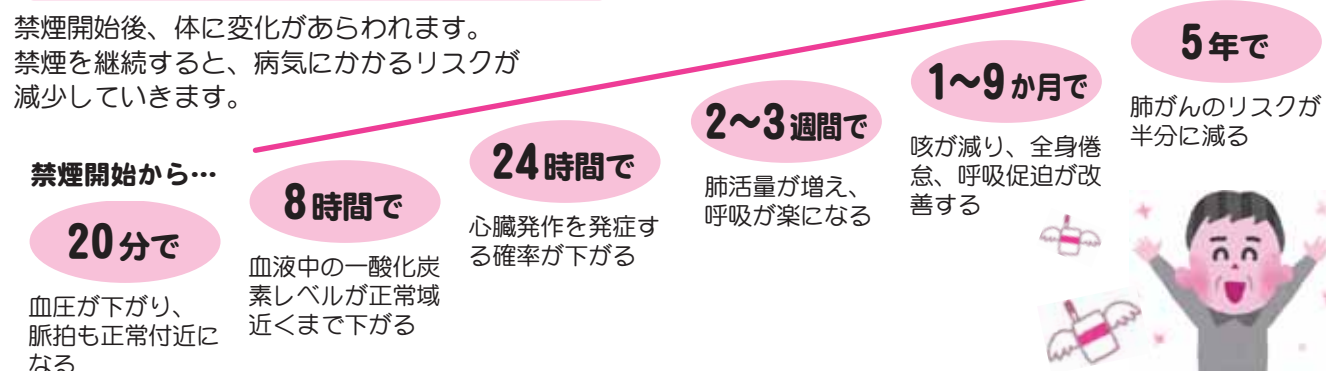 禁煙開始後、体に変化があらわれます。
禁煙を継続すると、病気にかかるリスクが
減少していきます。
禁煙開始から…
20分で
血圧が下がり、
脈拍も正常付近に
なる
8時間で
血液中の一酸化炭
素レベルが正常域
近くまで下がる
24時間で
心臓発作を発症す
る確率が下がる
2〜3週間で
肺活量が増え、
呼吸が楽になる
1〜9か月で
咳が減り、全身倦
怠、呼吸促迫が改
善する
5年で
肺がんのリスクが
半分に減る